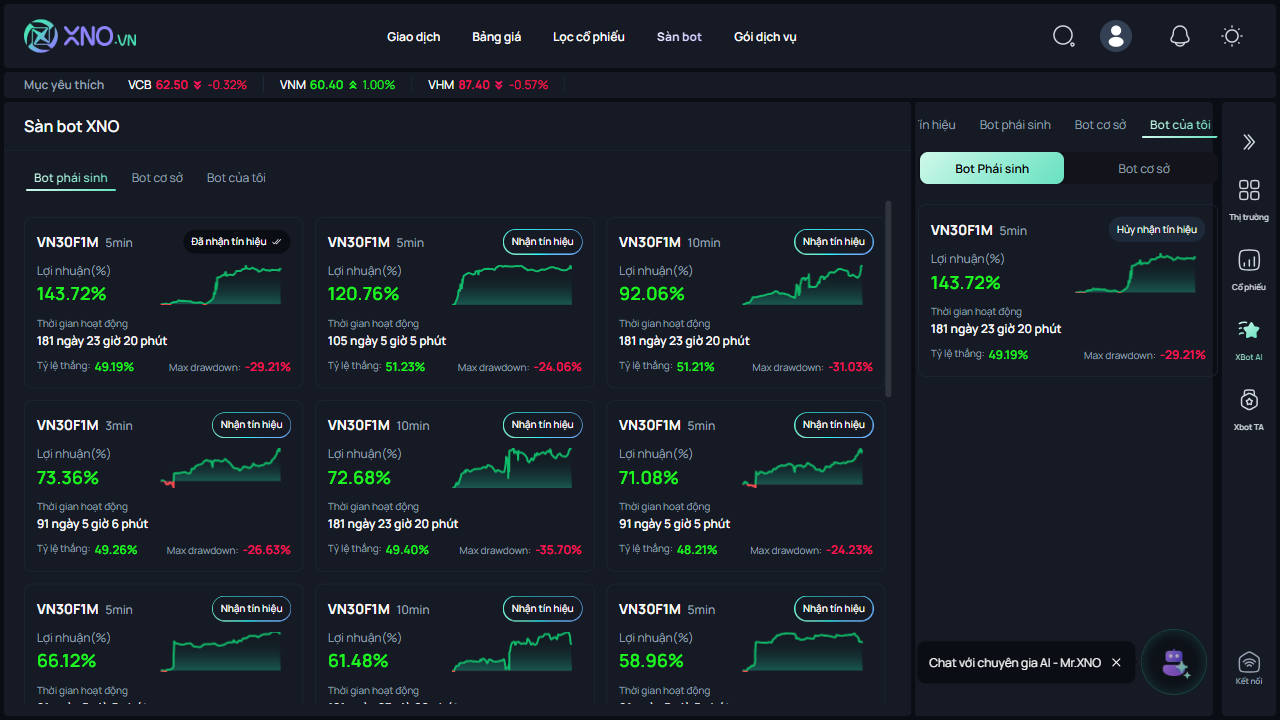 XNO.VN
Giao dịch
Bảng giá
Lọc cổ phiếu
Sàn bot
Gói dịch vụ
Mục yêu thích
VCB 62.50 -0.32%
VNM 60.40 1.00%
VHM 87.40 -0.57%
Sàn bot XNO
Bot phái sinh
Bot cơ sở
Bot của tôi
VN30F1M 5min
Đã nhận tín hiệu
Lợi nhuận(%)
143.72%
Thời gian hoạt động
181 ngày 23 giờ 20 phút
Tỷ lệ thắng: 49.19%
Max drawdown: -29.21%
VN30F1M 5min
Nhận tín hiệu
Lợi nhuận(%)
120.76%
Thời gian hoạt động
105 ngày 5 giờ 5 phút
Tỷ lệ thắng: 51.23%
Max drawdown: -24.06%
VN30F1M 10min
Nhận tín hiệu
Lợi nhuận(%)
92.06%
Thời gian hoạt động
181 ngày 23 giờ 20 phút
Tỷ lệ thắng: 51.21%
Max drawdown: -31.03%
VN30F1M 3min
Nhận tín hiệu
Lợi nhuận(%)
73.36%
Thời gian hoạt động
91 ngày 5 giờ 6 phút
Tỷ lệ thắng: 49.26%
Max drawdown: -26.63%
VN30F1M 10min
Nhận tín hiệu
Lợi nhuận(%)
72.68%
Thời gian hoạt động
181 ngày 23 giờ 20 phút
Tỷ lệ thắng: 49.40%
Max drawdown: -35.70%
VN30F1M 5min
Nhận tín hiệu
Lợi nhuận(%)
71.08%
Thời gian hoạt động
91 ngày 5 giờ 5 phút
Tỷ lệ thắng: 48.21%
Max drawdown: -24.23%
VN30F1M 5min
Nhận tín hiệu
Lợi nhuận(%)
66.12%
Thời gian hoạt động
VN30F1M 10min
Nhận tín hiệu
Lợi nhuận(%)
61.48%
Thời gian hoạt động
VN30F1M 5min
Nhận tín hiệu
Lợi nhuận(%)
58.96%
Thời gian hoạt động
hiệu
Bot phái sinh
Bot cơ sở
Bot của tôi
Bot Phái sinh
Bot cơ sở
VN30F1M 5min
Hủy nhận tín hiệu
Lợi nhuận(%)
143.72%
Thời gian hoạt động
181 ngày 23 giờ 20 phút
Tỷ lệ thắng: 49.19%
Max drawdown: -29.21%
Chat với chuyên gia AI - Mr.XNO
Thị trường
Cổ phiếu
XBot AI
Xbot TA
Kết nối